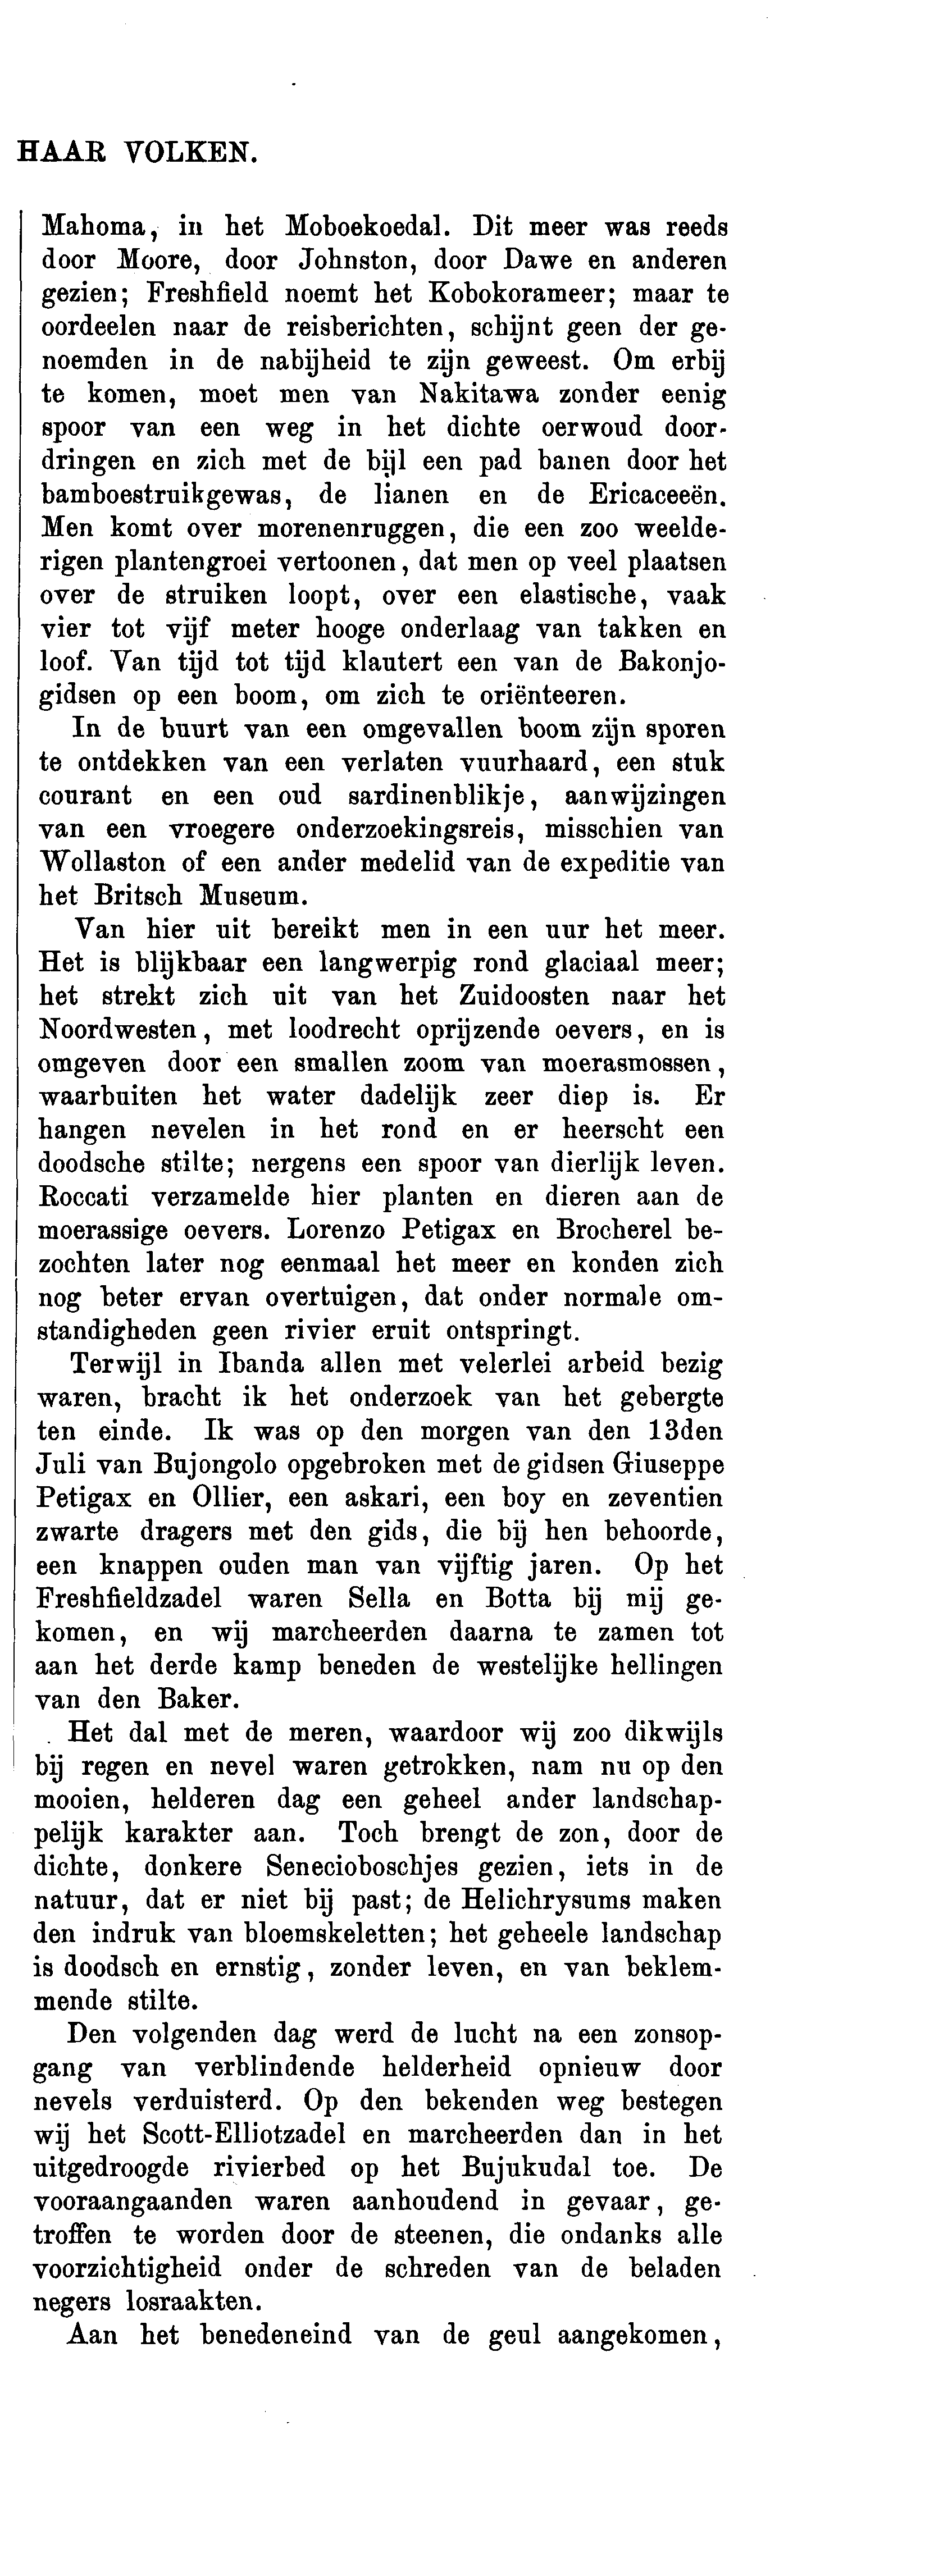 HAAR VOLKEN.
Mahoma, in het Moboekoedal. Dit meer was reeds
door Moore, door Johnston, door Dawe en anderen
gezien; Freshfield noemt het Kobokorameer; maar te
oordeelen naar de reisberichten, schijnt geen der ge-
noemden in de nabijheid te zijn geweest. Om erbij
te komen, moet men van Nakitawa zonder eenig
spoor van een weg in het dichte oerwoud door-
dringen en zich met de bijl een pad banen door het
bamboestruikgewas, de lianen en de Ericaceeën.
Men komt over morenenruggen, die een zoo weelde-
rigen plantengroei vertoonen, dat men op veel plaatsen
over de struiken loopt, over een elastische, vaak
vier tot vijf meter hooge onderlaag van takken en
loof. Van tijd tot tijd klautert een van de Bakonjo-
gidsen op een boom, om zich te oriënteeren.
In de buurt van een omgevallen boom zijn sporen
te ontdekken van een verlaten vuurhaard, een stuk
courant en een oud sardinenblikje, aanwijzingen
van een vroegere onderzoekingsreis, misschien van
Wollaston of een ander medelid van de expeditie van
het Britsch Museum.
Van hier uit bereikt men in een uur het meer.
Het is blijkbaar een langwerpig rond glaciaal meer;
het strekt zich uit van het Zuidoosten naar het
Noordwesten, met loodrecht oprijzende oevers, en is
omgeven door een smallen zoom van moerasmossen,
waarbuiten het water dadelijk zeer diep is. Er
hangen nevelen in het rond en er heerscht een
doodsche stilte; nergens een spoor van dierlijk leven.
Roccati verzamelde hier planten en dieren aan de
moerassige oevers. Lorenzo Petigax en Brocherel be-
zochten later nog eenmaal het meer en konden zich
nog beter ervan overtuigen, dat onder normale om-
standigheden geen rivier eruit ontspringt.
Terwijl in Ibanda allen met velerlei arbeid bezig
waren, bracht ik het onderzoek van het gebergte
ten einde. Ik was op den morgen van den 13den
Juli van Bujongolo opgebroken met de gidsen Giuseppe
Petigax en Ollier, een askari, een boy en zeventien
zwarte dragers met den gids, die bij hen behoorde,
een knappen ouden man van vijftig jaren. Op het
Freshfieldzadel waren Sella en Botta bij mij ge-
komen, en wij marcheerden daarna te zamen tot
aan het derde kamp beneden de westelijke hellingen
van den Baker.
Het dal met de meren, waardoor wij zoo dikwijls
bij regen en nevel waren getrokken, nam nu op den
mooien, helderen dag een geheel ander landschap-
pelijk karakter aan. Toch brengt de zon, door de
dichte, donkere Senecioboschjes gezien, iets in de
natuur, dat er niet bij past; de Helichrysums maken
den indruk van bloemskeletten; het geheele landschap
is doodsch en ernstig, zonder leven, en van beklem-
mende stilte.
Den volgenden dag werd de lucht na een zonsop-
gang van verblindende helderheid opnieuw door
nevels verduisterd. Op den bekenden weg bestegen
wij het Scott-Elliotzadel en marcheerden dan in het
uitgedroogde rivierbed op het Bujukudal toe. De
vooraangaanden waren aanhoudend in gevaar, ge-
troffen te worden door de steenen, die ondanks alle
voorzichtigheid onder de schreden van de beladen
negers losraakten.
Aan het benedeneind van de geul aangekomen,